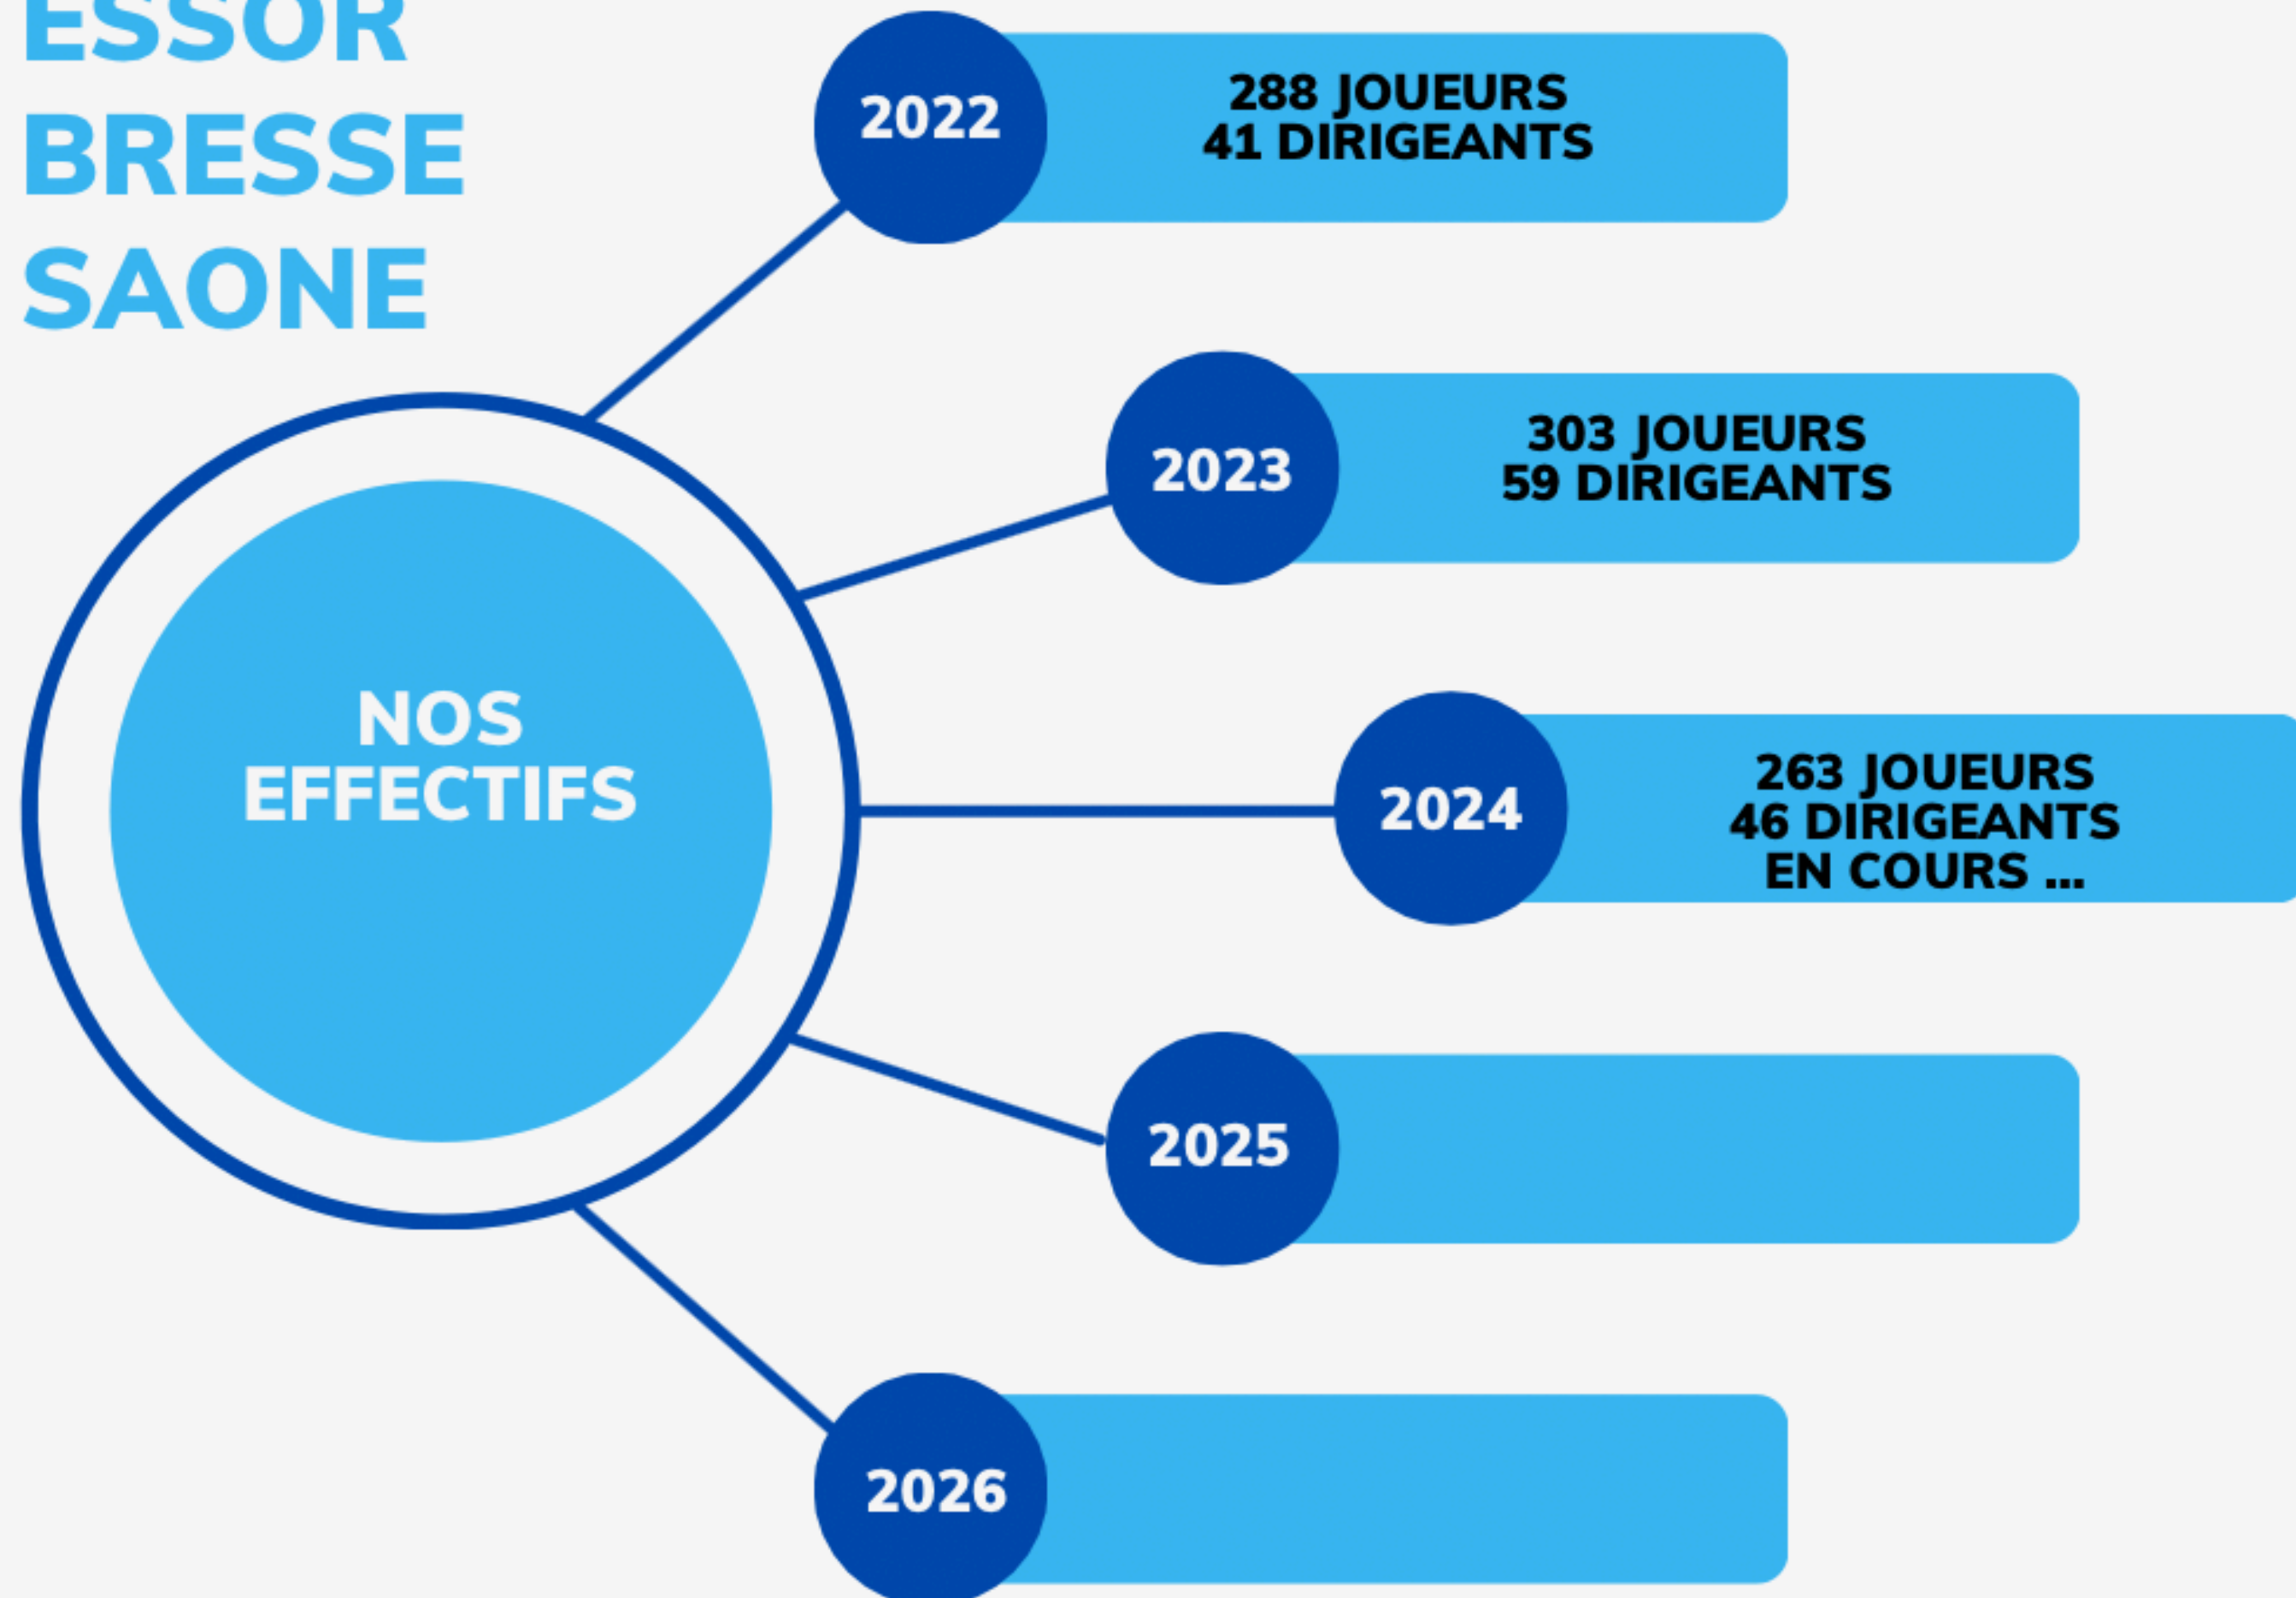 ESSOR
BRESSE
SAONE
NOS
EFFECTIFS
2022
288 JOUEURS
41 DIRIGEANTS
2023
303 JOUEURS
59 DIRIGEANTS
2024
263 JOUEURS
46 DIRIGEANTS
EN COURS ...
2025
2026